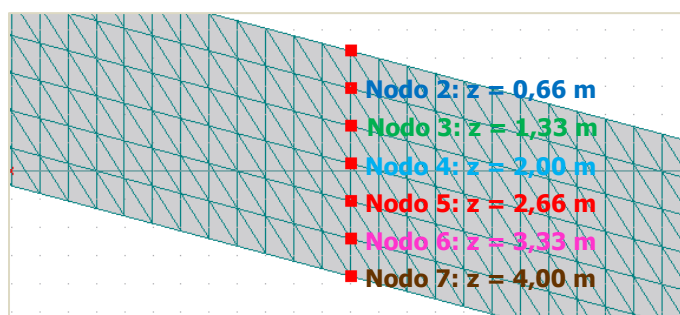 Nodo 2: z = 0,66 m
Nodo 3: z = 1,33 m
Nodo 4: z = 2,00 m
Nodo 5: z = 2,66 m
Nodo 6: z = 3,33 m
Nodo 7: z = 4,00 m